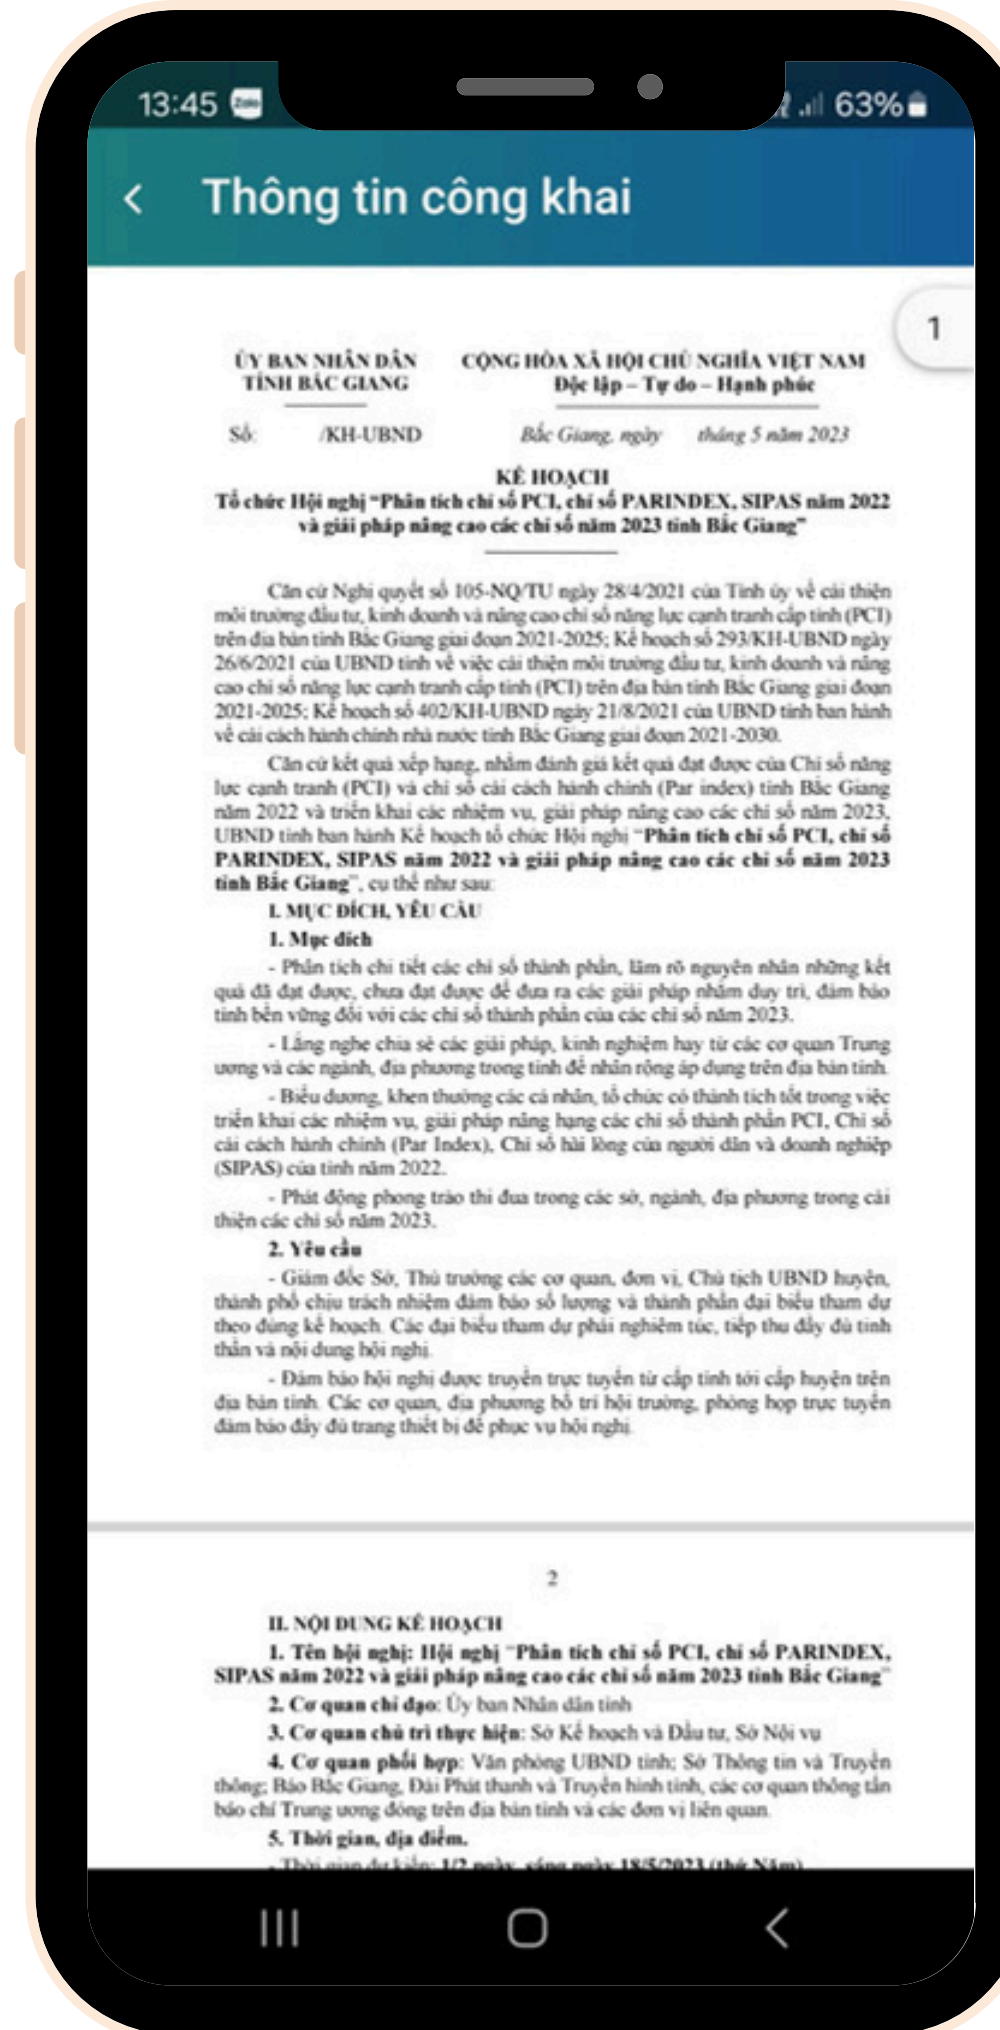 13:45 Zalo
63%
Thông tin công khai
1
ỦY BAN NHÂN DÂN
TỈNH BẮC GIANG
CỘNG HÒA XÃ HỘI CHỦ NGHĨA VIỆT NAM
Độc lập – Tự do – Hạnh phúc
Số: /KH-UBND
Bắc Giang, ngày tháng 5 năm 2023
KẾ HOẠCH
Tổ chức Hội nghị “Phân tích chỉ số PCI, chỉ số PARINDEX, SIPAS năm 2022
và giải pháp nâng cao các chỉ số năm 2023 tỉnh Bắc Giang”
Căn cứ Nghị quyết số 105-NQ/TU ngày 28/4/2021 của Tỉnh ủy về cải thiện
môi trường đầu tư, kinh doanh và nâng cao chỉ số năng lực cạnh tranh cấp tỉnh (PCI)
trên địa bàn tỉnh Bắc Giang giai đoạn 2021-2025; Kế hoạch số 293/KH-UBND ngày
26/6/2021 của UBND tỉnh về việc cải thiện môi trường đầu tư, kinh doanh và nâng
cao chỉ số năng lực cạnh tranh cấp tỉnh (PCI) trên địa bàn tỉnh Bắc Giang giai đoạn
2021-2025; Kế hoạch số 402/KH-UBND ngày 21/8/2021 của UBND tỉnh ban hành
về cải cách hành chính nhà nước tỉnh Bắc Giang giai đoạn 2021-2030.
Căn cứ kết quả xếp hạng, nhằm đánh giá kết quả đạt được của Chỉ số năng
lực cạnh tranh (PCI) và chỉ số cải cách hành chính (Par index) tỉnh Bắc Giang
năm 2022 và triển khai các nhiệm vụ, giải pháp nâng cao các chỉ số năm 2023,
UBND tỉnh ban hành Kế hoạch tổ chức Hội nghị “Phân tích chỉ số PCI, chỉ số
PARINDEX, SIPAS năm 2022 và giải pháp nâng cao các chỉ số năm 2023
tỉnh Bắc Giang”, cụ thể như sau:
I. MỤC ĐÍCH, YÊU CẦU
1. Mục đích
- Phân tích chi tiết các chỉ số thành phần, làm rõ nguyên nhân những kết
quả đã đạt được, chưa đạt được để đưa ra các giải pháp nhằm duy trì, đảm bảo
tính bền vững đối với các chỉ số thành phần của các chỉ số năm 2023.
- Lắng nghe chia sẻ các giải pháp, kinh nghiệm hay từ các cơ quan Trung
ương và các ngành, địa phương trong tỉnh để nhân rộng áp dụng trên địa bàn tỉnh.
- Biểu dương, khen thưởng các cá nhân, tổ chức có thành tích tốt trong việc
triển khai các nhiệm vụ, giải pháp nâng hạng các chỉ số thành phần PCI, Chỉ số
cải cách hành chính (Par Index), Chỉ số hài lòng của người dân và doanh nghiệp
(SIPAS) của tỉnh năm 2022.
- Phát động phong trào thi đua trong các sở, ngành, địa phương trong cải
thiện các chỉ số năm 2023.
2. Yêu cầu
- Giám đốc Sở, Thủ trưởng các cơ quan, đơn vị, Chủ tịch UBND huyện,
thành phố chịu trách nhiệm đảm bảo số lượng và thành phần đại biểu tham dự
theo đúng kế hoạch. Các đại biểu tham dự phải nghiêm túc, tiếp thu đầy đủ tinh
thần và nội dung hội nghị.
- Đảm bảo hội nghị được truyền trực tuyến từ cấp tỉnh tới cấp huyện trên
địa bàn tỉnh. Các cơ quan, địa phương bố trí hội trường, phòng họp trực tuyến
đảm bảo đầy đủ trang thiết bị để phục vụ hội nghị.
2
II. NỘI DUNG KẾ HOẠCH
1. Tên hội nghị: Hội nghị “Phân tích chỉ số PCI, chỉ số PARINDEX,
SIPAS năm 2022 và giải pháp nâng cao các chỉ số năm 2023 tỉnh Bắc Giang”
2. Cơ quan chỉ đạo: Ủy ban Nhân dân tỉnh
3. Cơ quan chủ trì thực hiện: Sở Kế hoạch và Đầu tư, Sở Nội vụ
4. Cơ quan phối hợp: Văn phòng UBND tỉnh; Sở Thông tin và Truyền
thông; Báo Bắc Giang, Đài Phát thanh và Truyền hình tỉnh, các cơ quan thông tấn
báo chí Trung ương đóng trên địa bàn tỉnh và các đơn vị liên quan.
5. Thời gian, địa điểm.
- Thời gian dự kiến: 1/2 ngày, sáng ngày 18/5/2023 (thứ Năm)